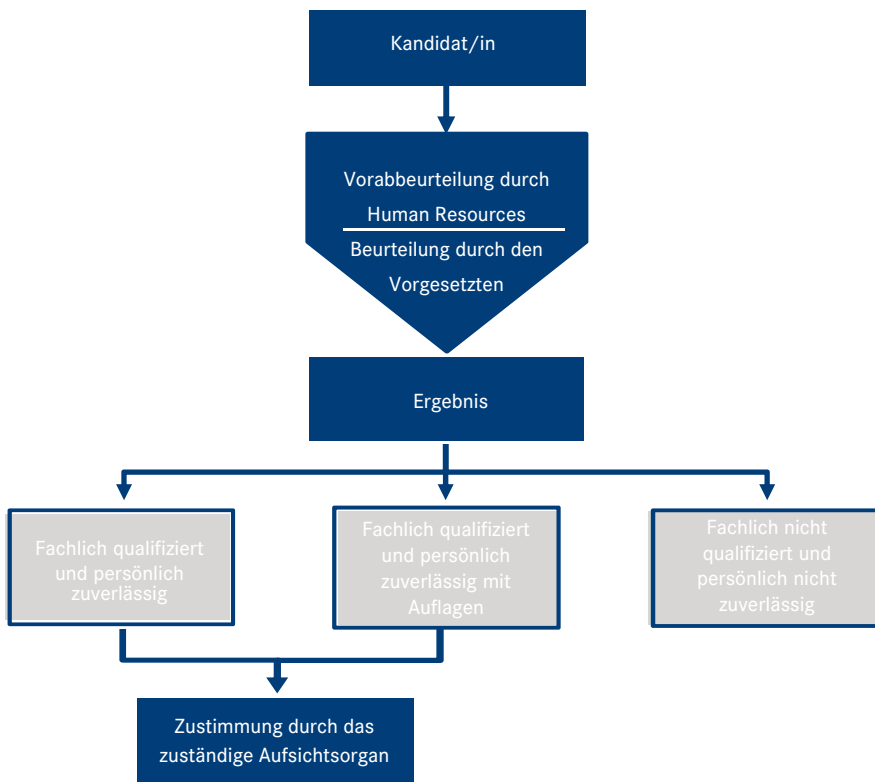 Kandidat/in
Vorabbeurteilung durch
Human Resources
Beurteilung durch den
Vorgesetzten
Ergebnis
Fachlich qualifiziert
und persönlich
zuverlässig
Fachlich qualifiziert
und persönlich
zuverlässig mit
Auflagen
Fachlich nicht
qualifiziert und
persönlich nicht
zuverlässig
Zustimmung durch das
zuständige Aufsichtsorgan